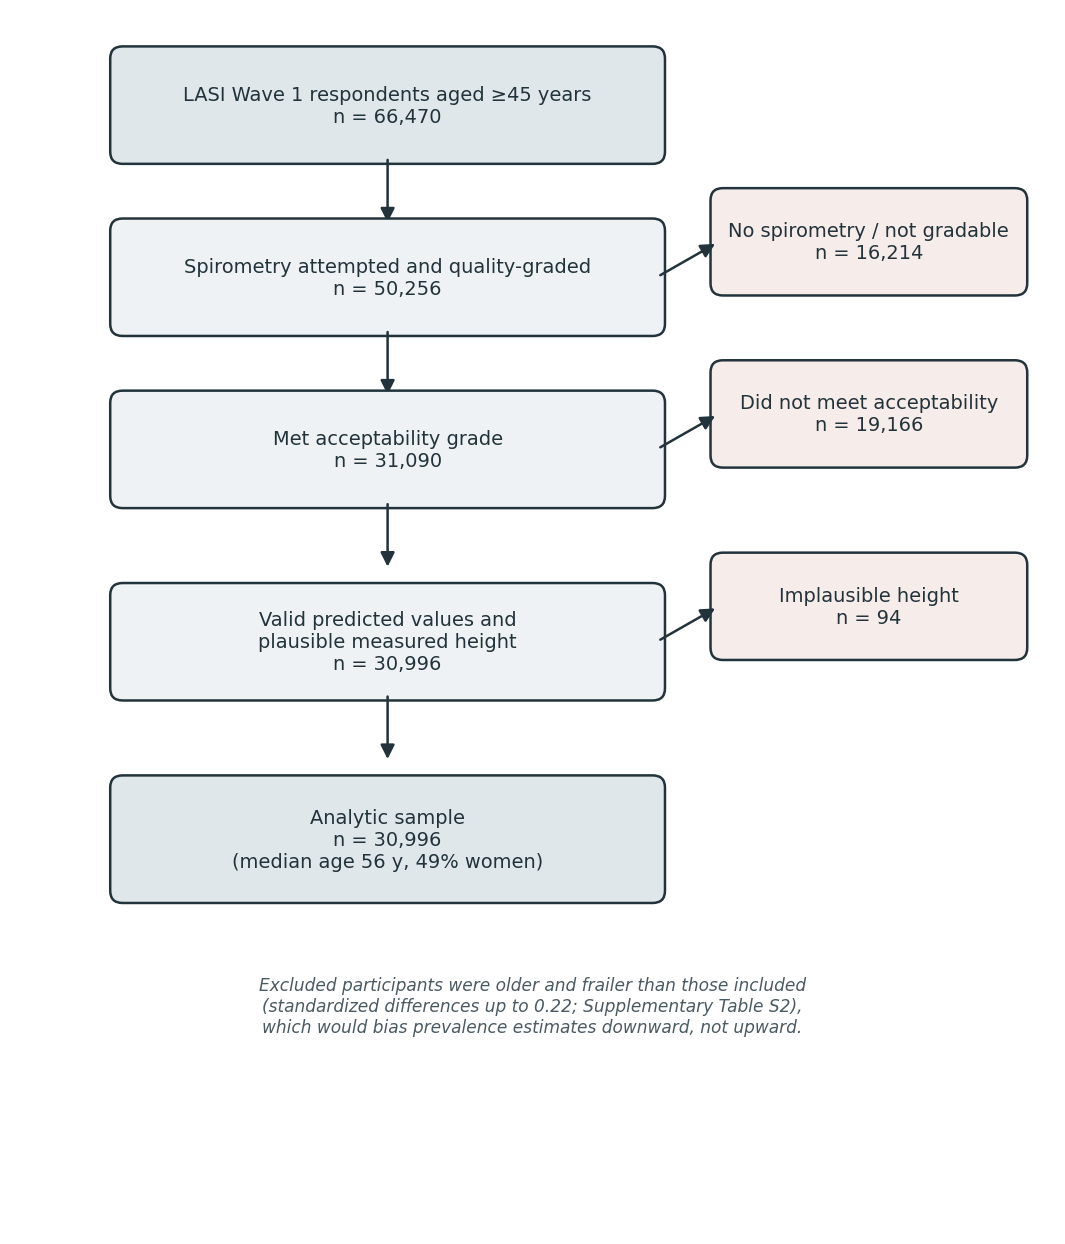 LASI Wave 1 respondents aged ≥45 years
n = 66,470
No spirometry / not gradable
n = 16,214
Spirometry attempted and quality-graded
n = 50,256
Did not meet acceptability
n = 19,166
Met acceptability grade
n = 31,090
Implausible height
n = 94
Valid predicted values and
plausible measured height
n = 30,996
Analytic sample
n = 30,996
(median age 56 y, 49% women)
Excluded participants were older and frailer than those included
(standardized differences up to 0.22; Supplementary Table S2),
which would bias prevalence estimates downward, not upward.